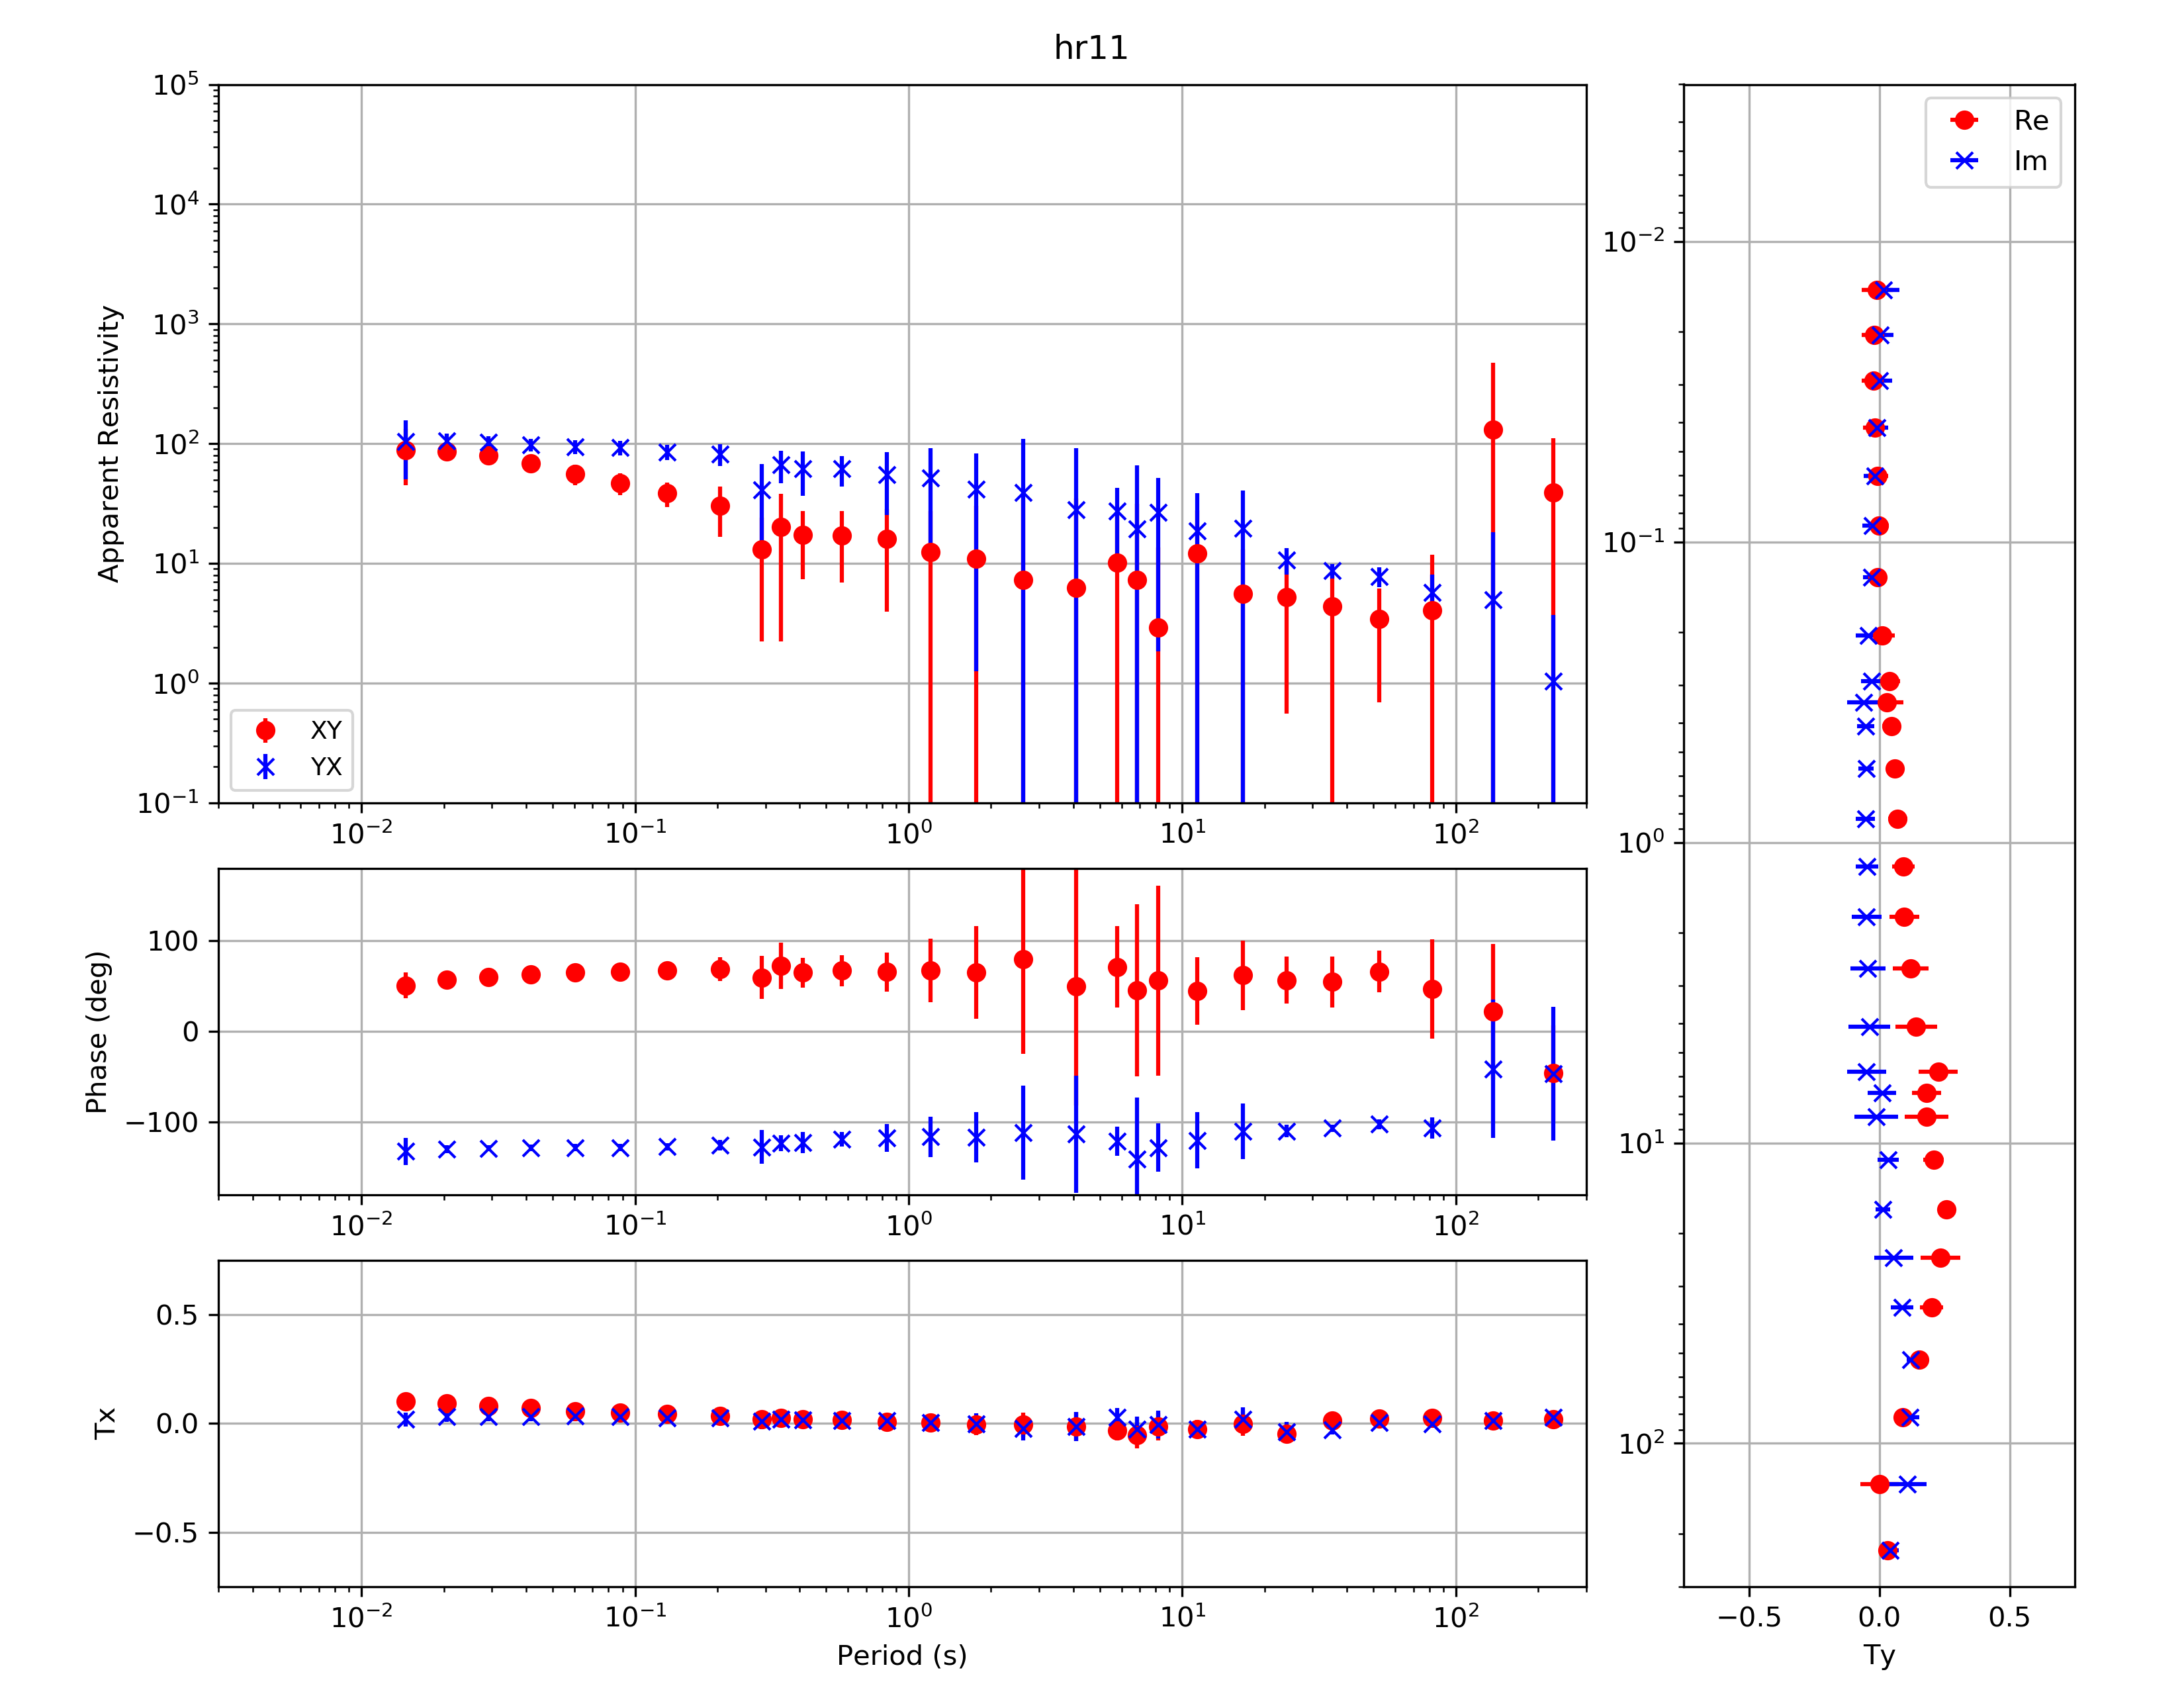 hr11
10⁵
10⁴
10³
10²
10¹
10⁰
10⁻¹
Apparent Resistivity
XY
YX
10⁻² 10⁻¹ 10⁰ 10¹ 10²
100
0
−100
Phase (deg)
10⁻² 10⁻¹ 10⁰ 10¹ 10²
0.5
0.0
−0.5
Tx
10⁻² 10⁻¹ 10⁰ 10¹ 10²
Period (s)
Re
Im
10⁻²
10⁻¹
10⁰
10¹
10²
−0.5 0.0 0.5
Ty